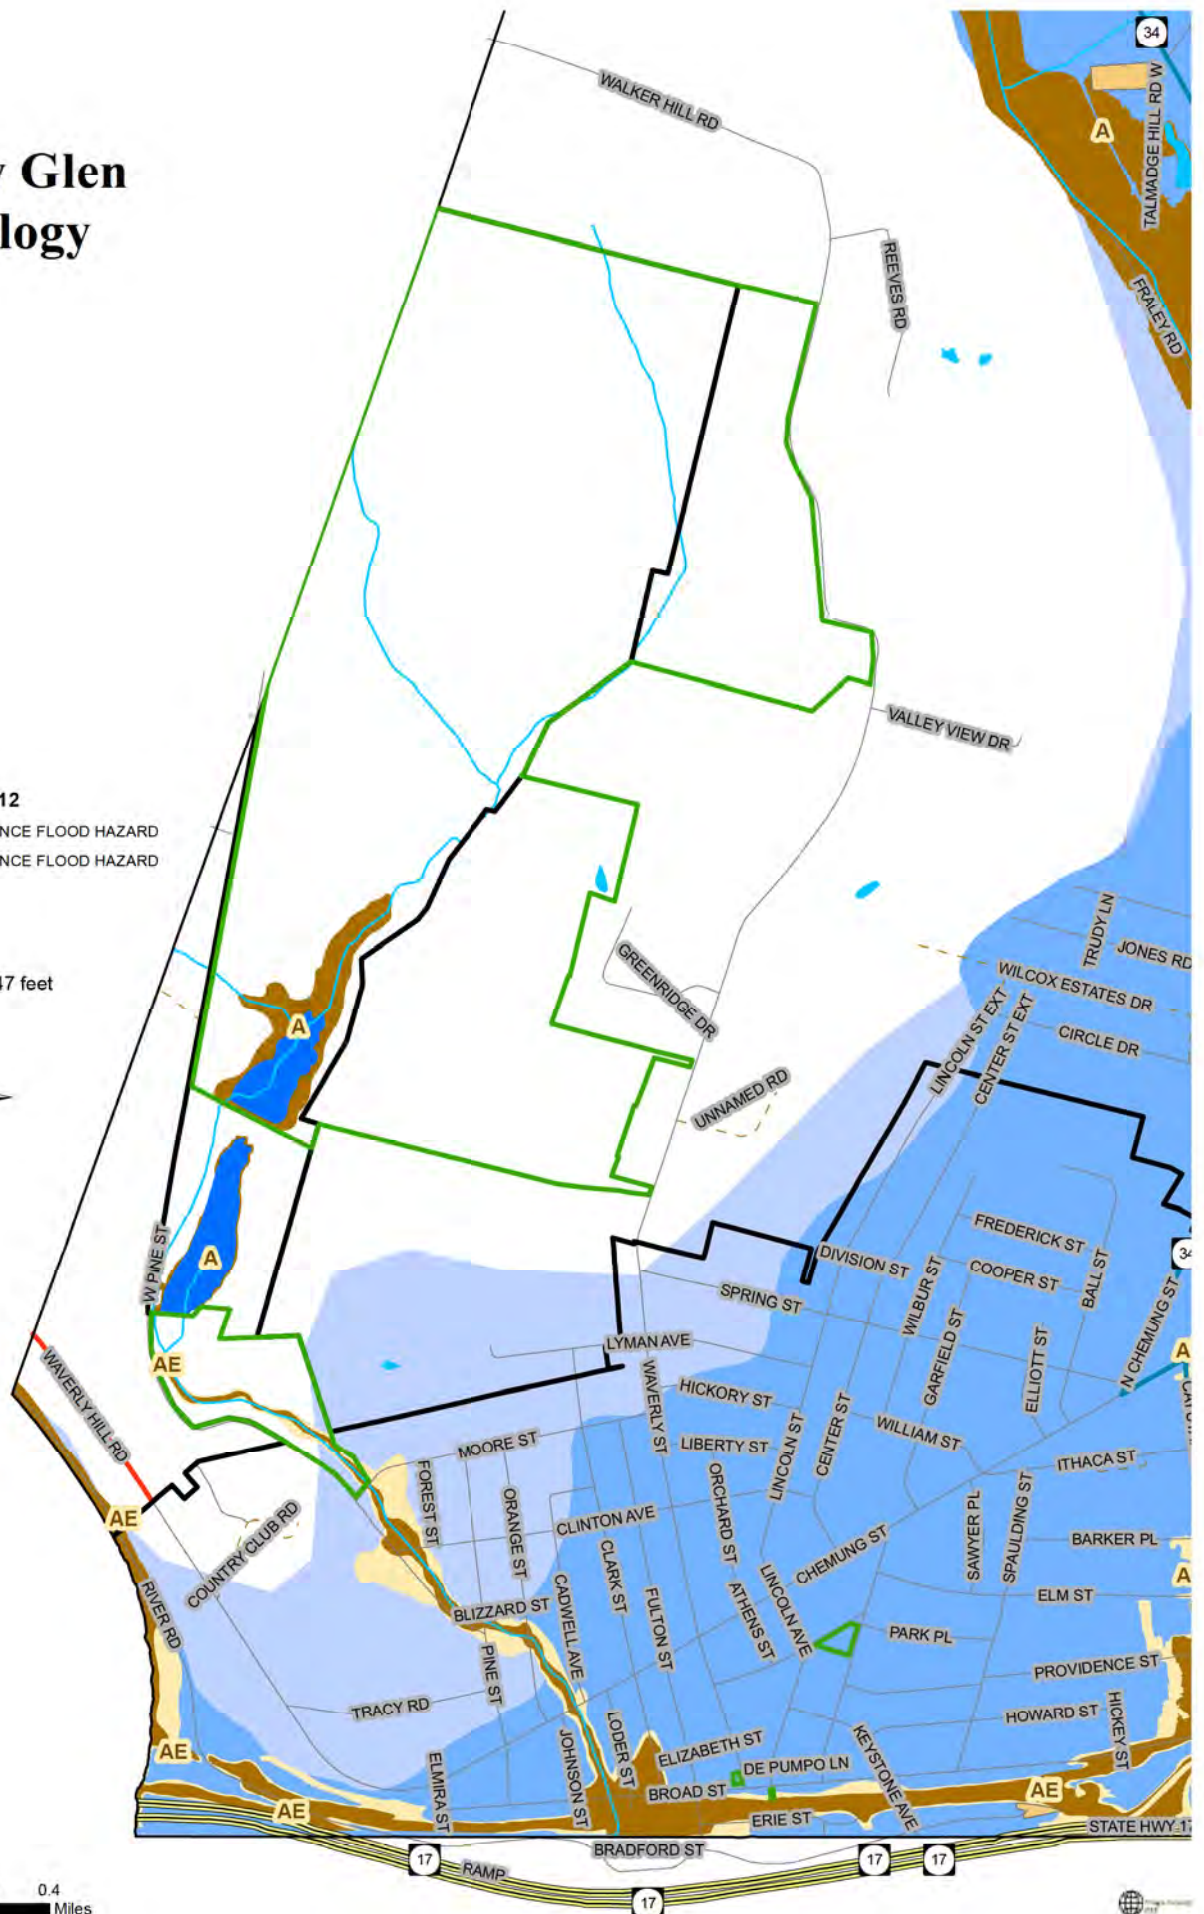 34
WALKER HILL RD
TALMADGE HILL RD W
A
Glen
logy
REEVES RD
FRALEY RD
VALLEY VIEW DR
12
NCE FLOOD HAZARD
NCE FLOOD HAZARD
TRUDY LN
JONES RD
GREENRIDGE DR
WILCOX ESTATES DR
47 feet
LINCOLN ST EXT
CENTER ST EXT
CIRCLE DR
A
UNNAMED RD
W PINE ST
A
DIVISION ST
FREDERICK ST
34
SPRING ST
WILBUR ST
COOPER ST
BALL ST
N CHEMUNG ST
LYMAN AVE
GARFIELD ST
ELLIOTT ST
A
AE
WAVERLY HILL RD
WAVERLY ST
HICKORY ST
CENTER ST
WILLIAM ST
MOORE ST
LIBERTY ST
LINCOLN ST
ITHACA ST
FOREST ST
ORANGE ST
ORCHARD ST
SAWYER PL
SPAULDING ST
AE
COUNTRY CLUB RD
CLINTON AVE
CHEMUNG ST
BARKER PL
CLARK ST
A
RIVER RD
BLIZZARD ST
CADWELL AVE
FULTON ST
ATHENS ST
LINCOLN AVE
ELM ST
PARK PL
PINE ST
PROVIDENCE ST
TRACY RD
HOWARD ST
HICKEY ST
AE
ELMIRA ST
JOHNSON ST
LODER ST
ELIZABETH ST
DE PUMPO LN
KEYSTONE AVE
BROAD ST
AE
AE
ERIE ST
STATE HWY 17
BRADFORD ST
17
RAMP
17
17
17
0.4
Miles